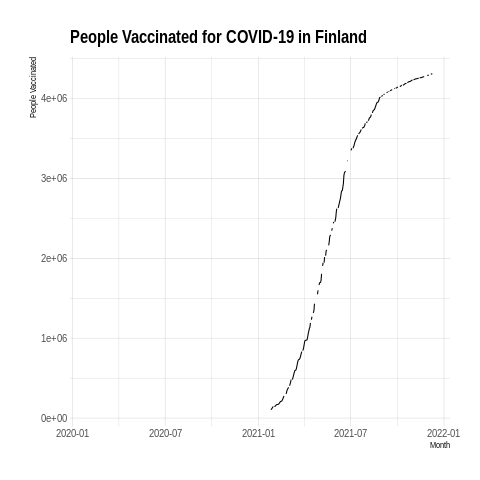 People Vaccinated for COVID-19 in Finland
People Vaccinated
4e+06
3e+06
2e+06
1e+06
0e+00
2020-01 2020-07 2021-01 2021-07 2022-01
Month